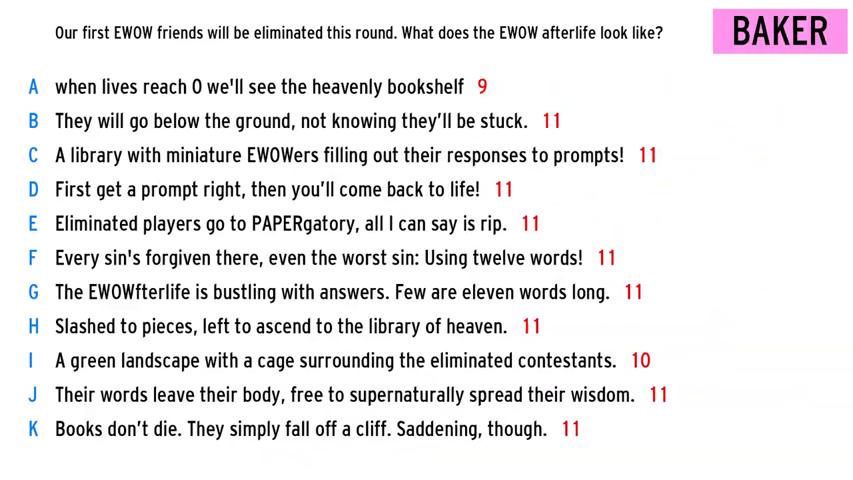 Our first EWOW friends will be eliminated this round. What does the EWOW afterlife look like?
BAKER
A when lives reach 0 we'll see the heavenly bookshelf 9
B They will go below the ground, not knowing they’ll be stuck. 11
C A library with miniature EWOWers filling out their responses to prompts! 11
D First get a prompt right, then you’ll come back to life! 11
E Eliminated players go to PAPERgatory, all I can say is rip. 11
F Every sin's forgiven there, even the worst sin: Using twelve words! 11
G The EWOWfterlife is bustling with answers. Few are eleven words long. 11
H Slashed to pieces, left to ascend to the library of heaven. 11
I A green landscape with a cage surrounding the eliminated contestants. 10
J Their words leave their body, free to supernaturally spread their wisdom. 11
K Books don’t die. They simply fall off a cliff. Saddening, though. 11